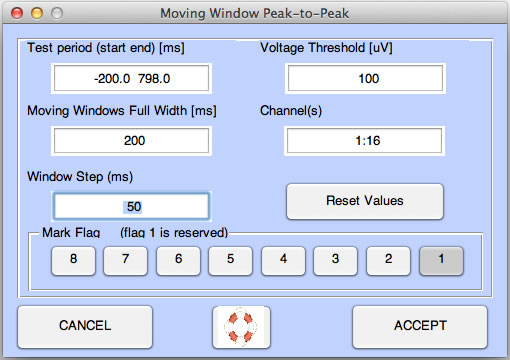 Moving Window Peak-to-Peak
Test period (start end) [ms]
Voltage Threshold [uV]
-200.0  798.0
100
Moving Windows Full Width [ms]
Channel(s)
200
1:16
Window Step (ms)
50
Reset Values
Mark Flag    (flag 1 is reserved)
8 7 6 5 4 3 2 1
CANCEL
ACCEPT